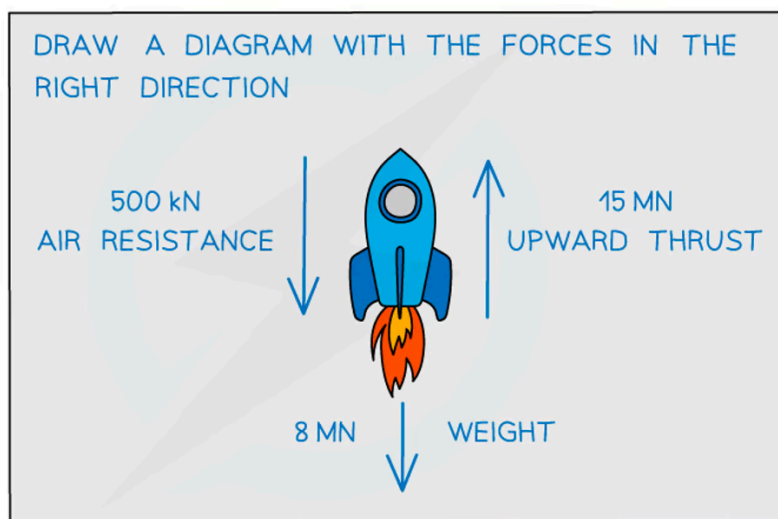 DRAW A DIAGRAM WITH THE FORCES IN THE
RIGHT DIRECTION
500 kN
AIR RESISTANCE
15 MN
UPWARD THRUST
8 MN
WEIGHT